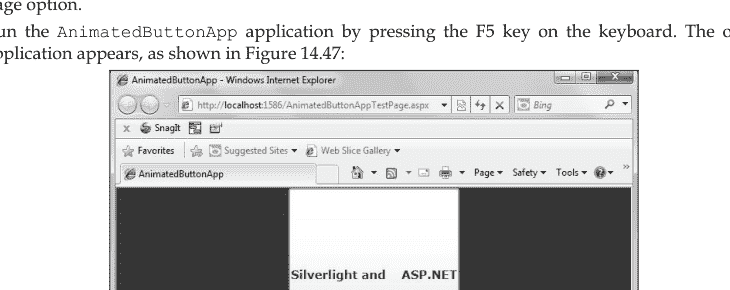 age option.
un the AnimatedButtonApp application by pressing the F5 key on the keyboard. The o
pplication appears, as shown in Figure 14.47:
AnimatedButtonApp - Windows Internet Explorer
http://localhost:1586/AnimatedButtonAppTestPage.aspx
Bing
x SnagIt
Favorites Suggested Sites Web Slice Gallery
AnimatedButtonApp Page Safety Tools »
Silverlight and ASP.NET